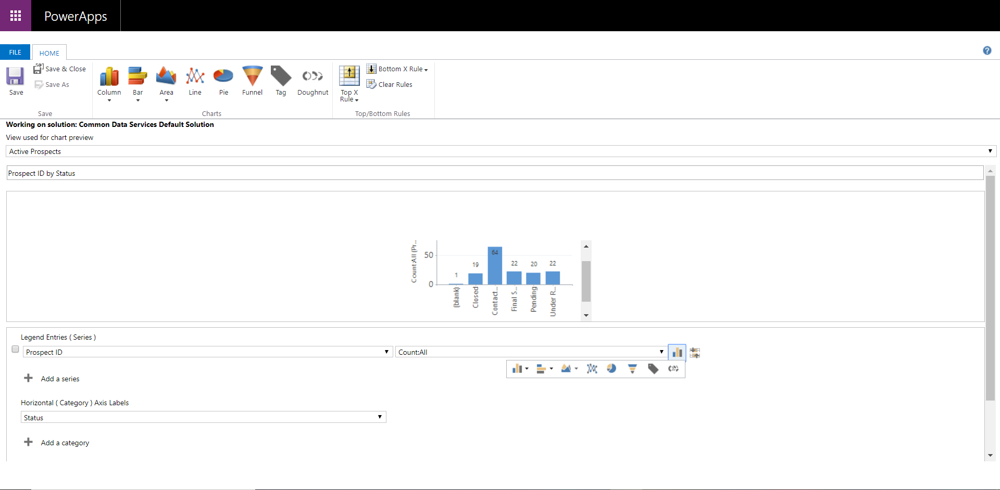 PowerApps
FILE
HOME
Save & Close
Save As
Save
Column
Bar
Area
Line
Pie
Funnel
Tag
Doughnut
Top X
Rule
Bottom X Rule
Clear Rules
Save
Charts
Top/Bottom Rules
Working on solution: Common Data Services Default Solution
View used for chart preview
Active Prospects
Prospect ID by Status
Count:All (Pr...
50
0
1
19
64
22
20
22
(blank)
Closed
Contact...
Final S...
Pending
Under R...
Legend Entries ( Series )
Prospect ID
Count:All
Add a series
Horizontal ( Category ) Axis Labels
Status
Add a category